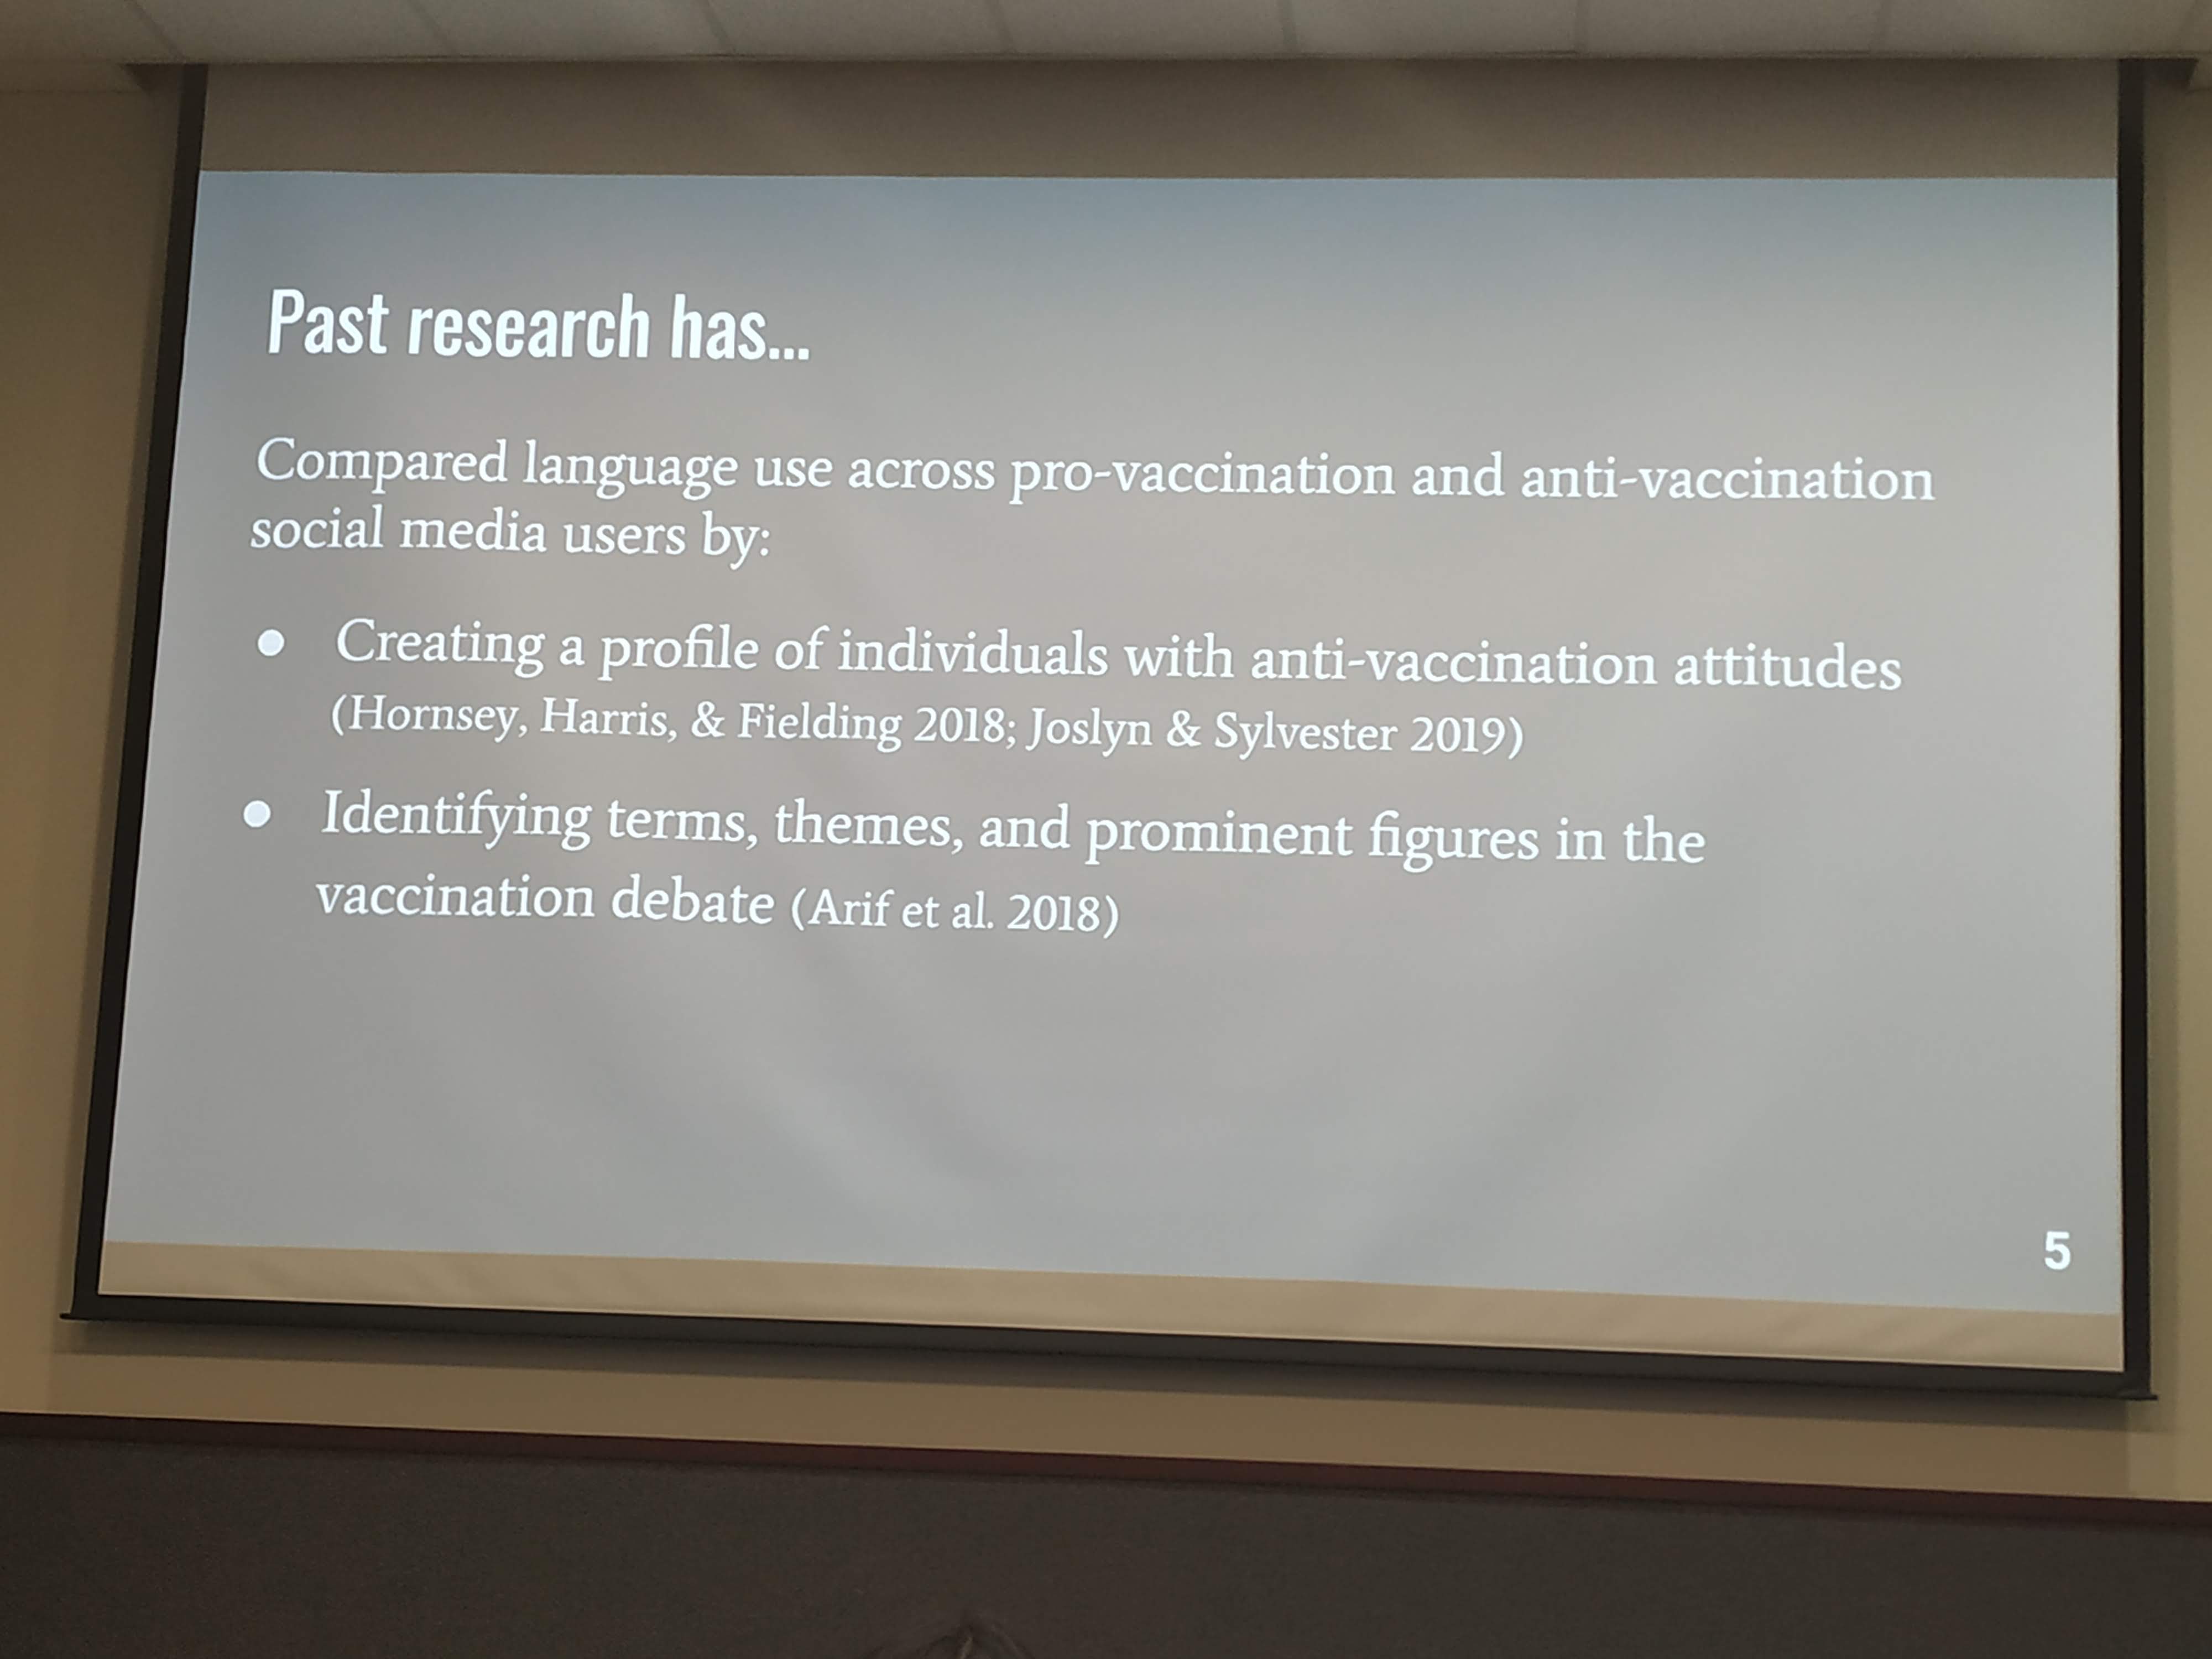 Past research has...
Compared language use across pro-vaccination and anti-vaccination
social media users by:
● Creating a profile of individuals with anti-vaccination attitudes
(Hornsey, Harris, & Fielding 2018; Joslyn & Sylvester 2019)
● Identifying terms, themes, and prominent figures in the
vaccination debate (Arif et al. 2018)
5